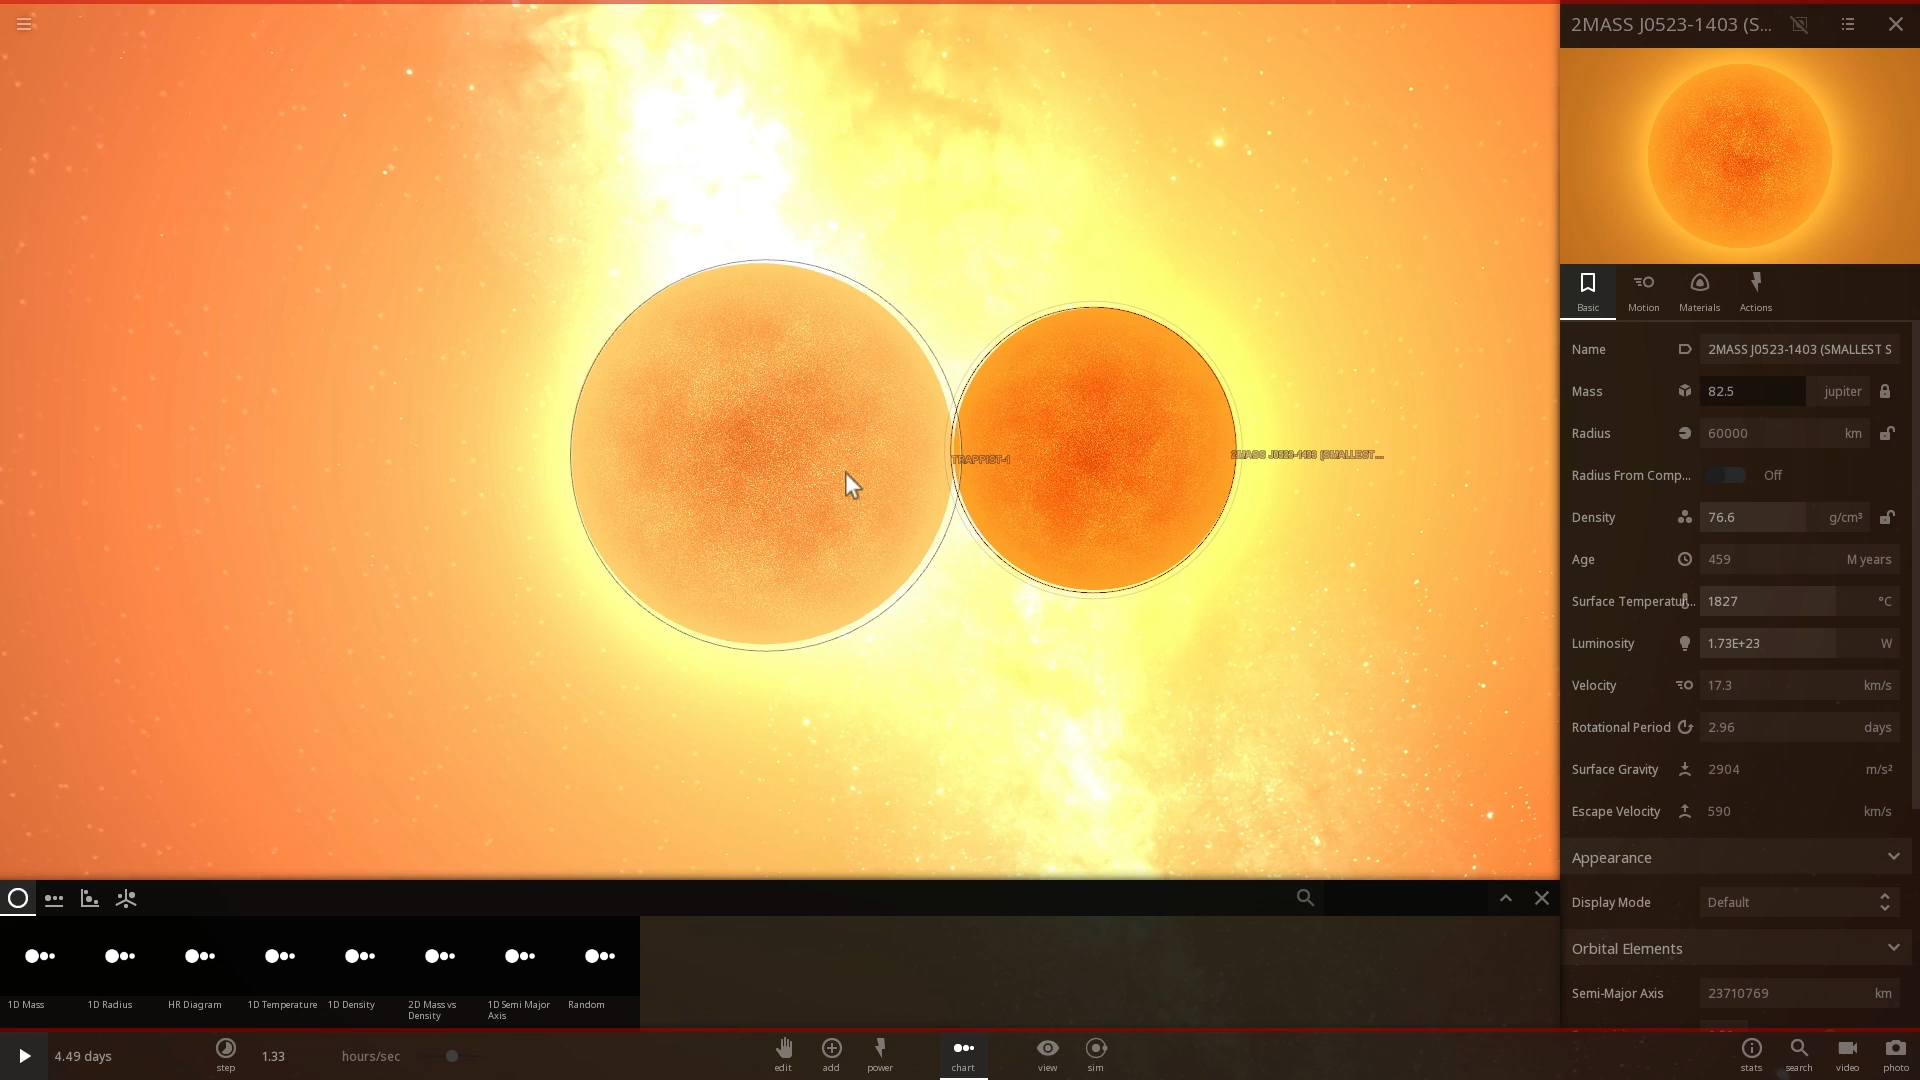 2MASS J0523-1403 (S...
TRAPPIST-1
2MASS J0523-1403 (SMALLEST...
Basic
Motion
Materials
Actions
Name 2MASS J0523-1403 (SMALLEST S
Mass 82.5 jupiter
Radius 60000 km
Radius From Comp... Off
Density 76.6 g/cm³
Age 459 M years
Surface Temperatur... 1827 °C
Luminosity 1.73E+23 W
Velocity 17.3 km/s
Rotational Period 2.96 days
Surface Gravity 2904 m/s²
Escape Velocity 590 km/s
Appearance
Display Mode Default
Orbital Elements
Semi-Major Axis 23710769 km
1D Mass
1D Radius
HR Diagram
1D Temperature
1D Density
2D Mass vs
Density
1D Semi Major
Axis
Random
4.49 days
step
1.33 hours/sec
edit
add
power
chart
view
sim
stats
search
video
photo